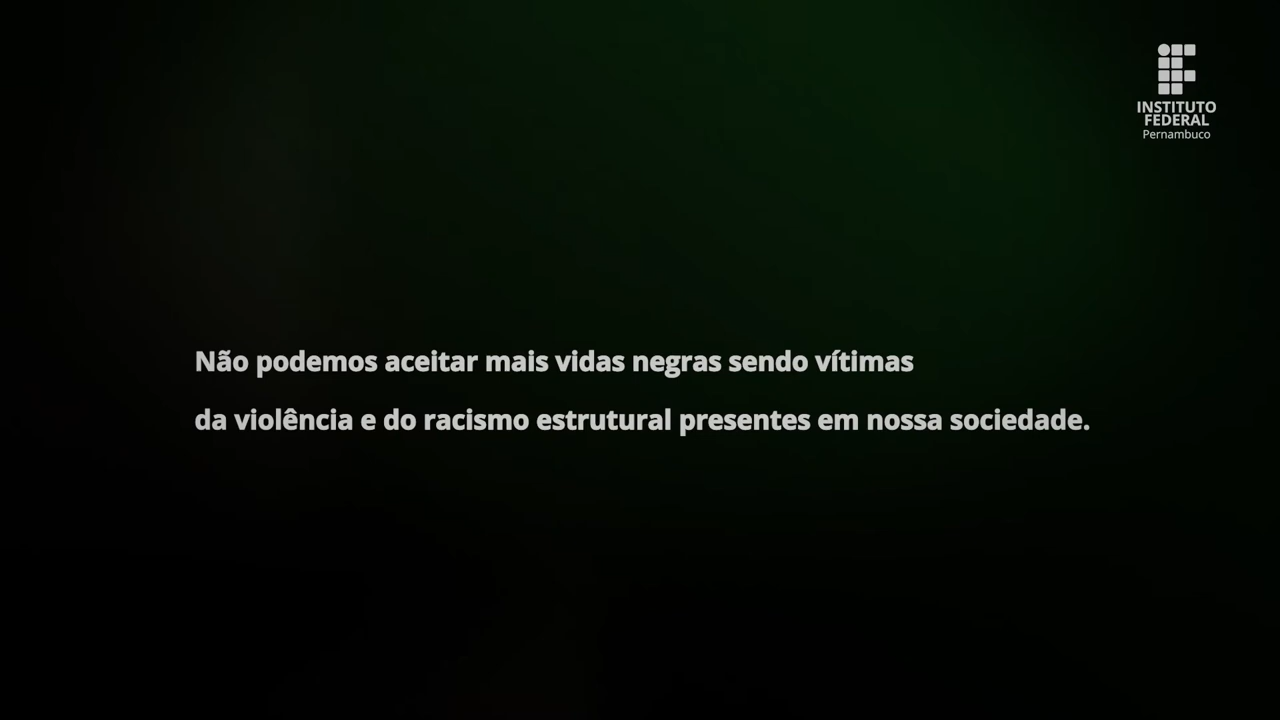 INSTITUTO
FEDERAL
Pernambuco
Não podemos aceitar mais vidas negras sendo vítimas
da violência e do racismo estrutural presentes em nossa sociedade.